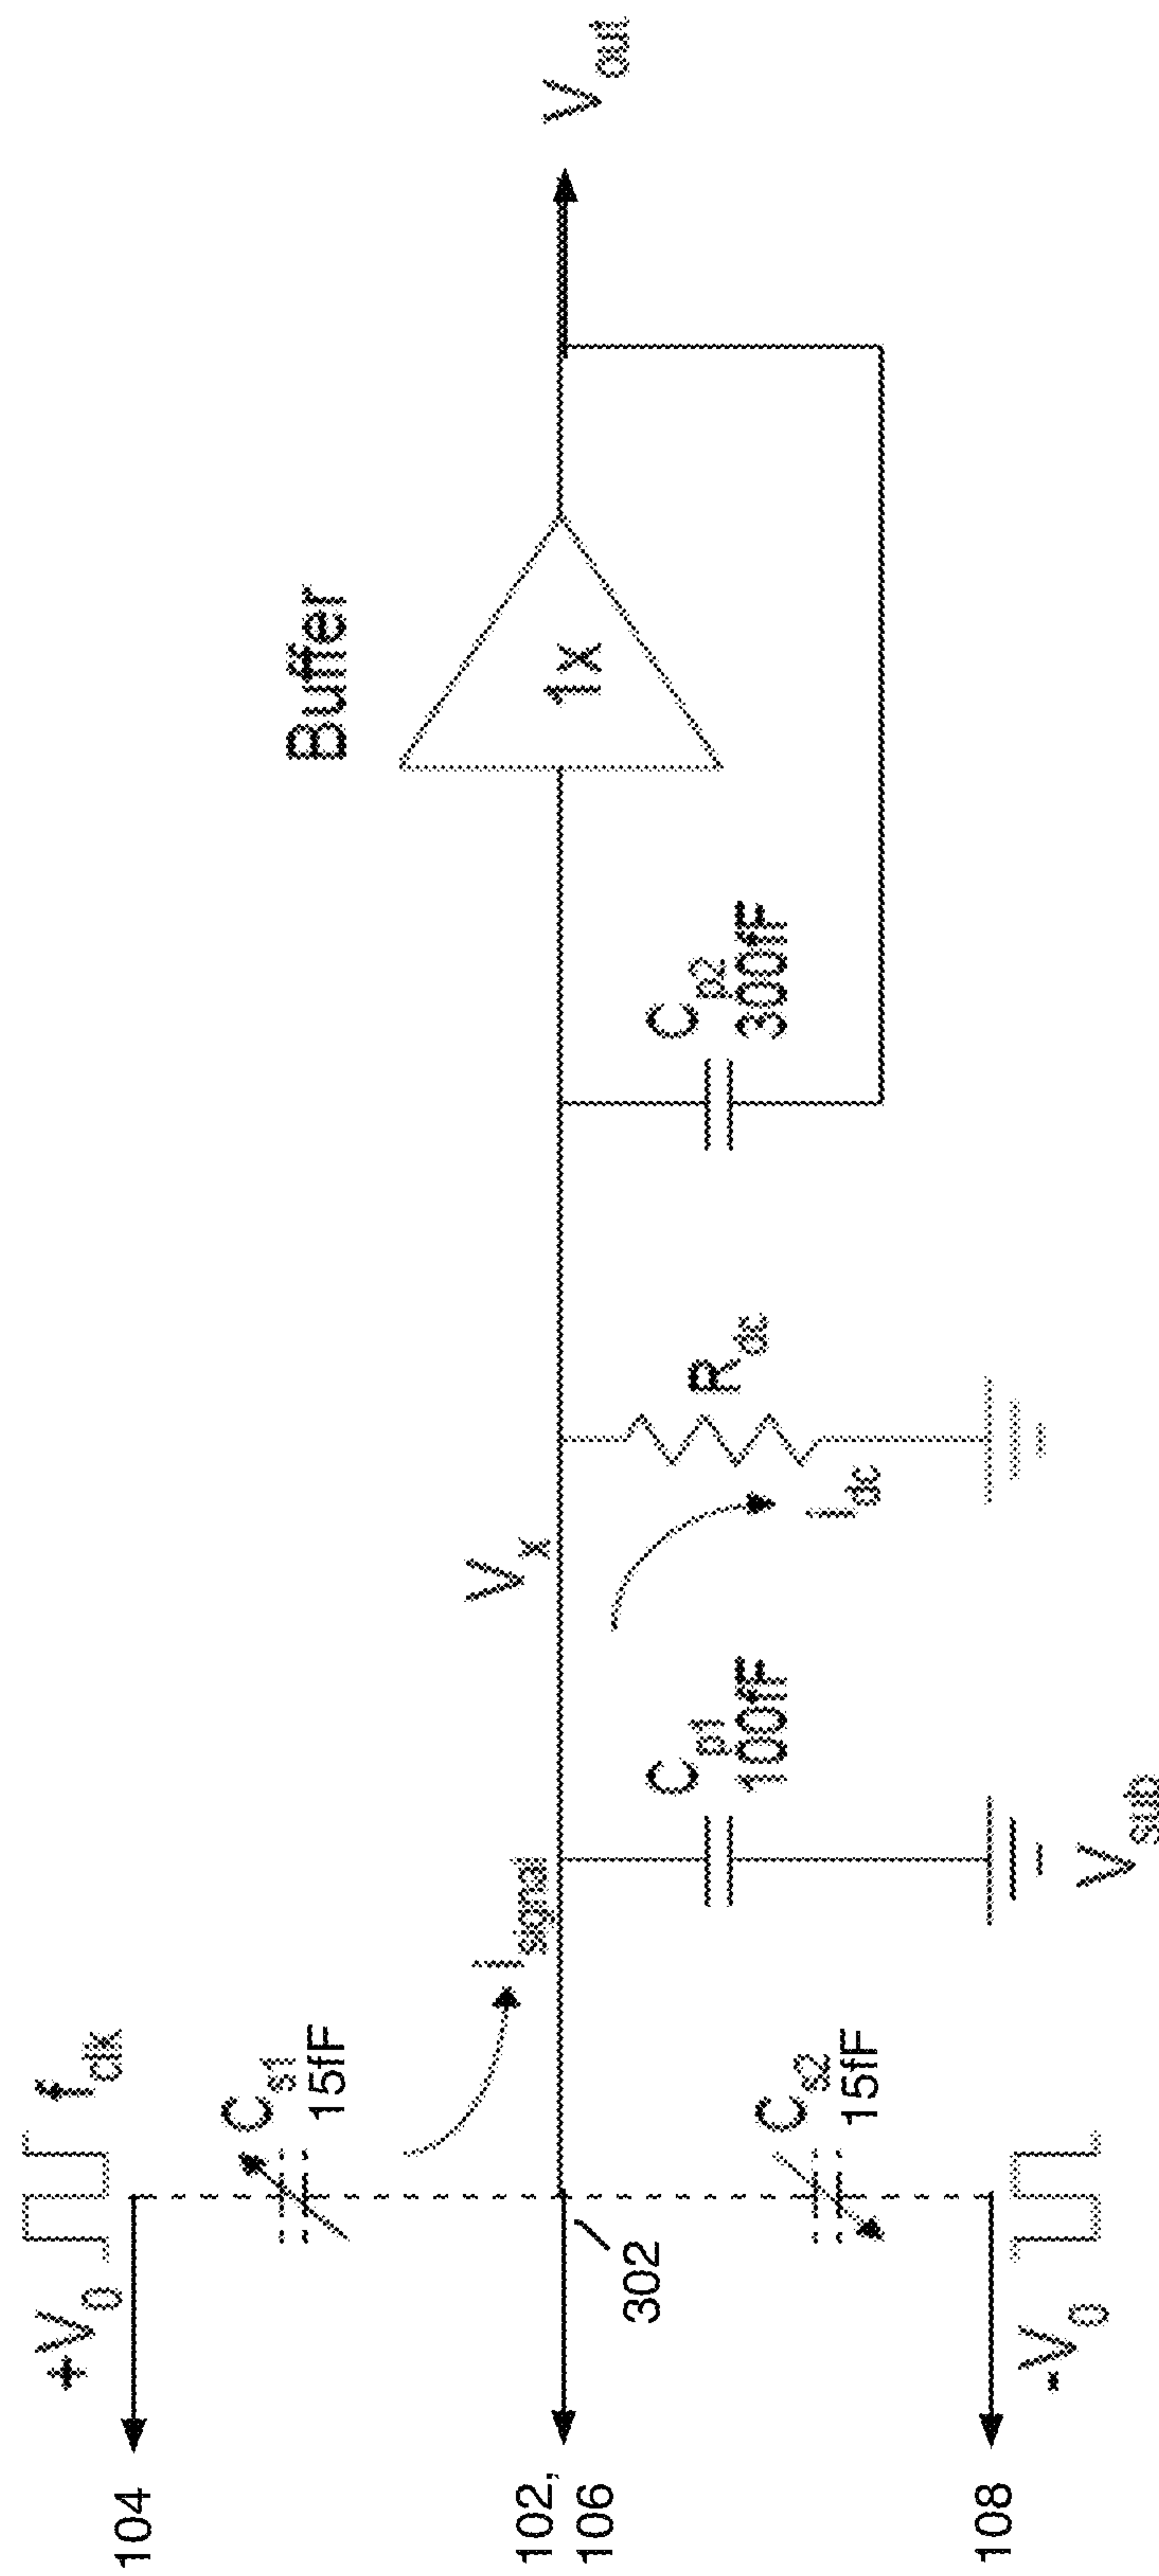 +V0
fclk
104
Cs1
15fF
Isignal
Vx
Buffer
1x
Vout
102,
106
302
Cp1
100fF
Rdc
Idc
Cp2
300fF
Cs2
15fF
108
-V0
Vsub